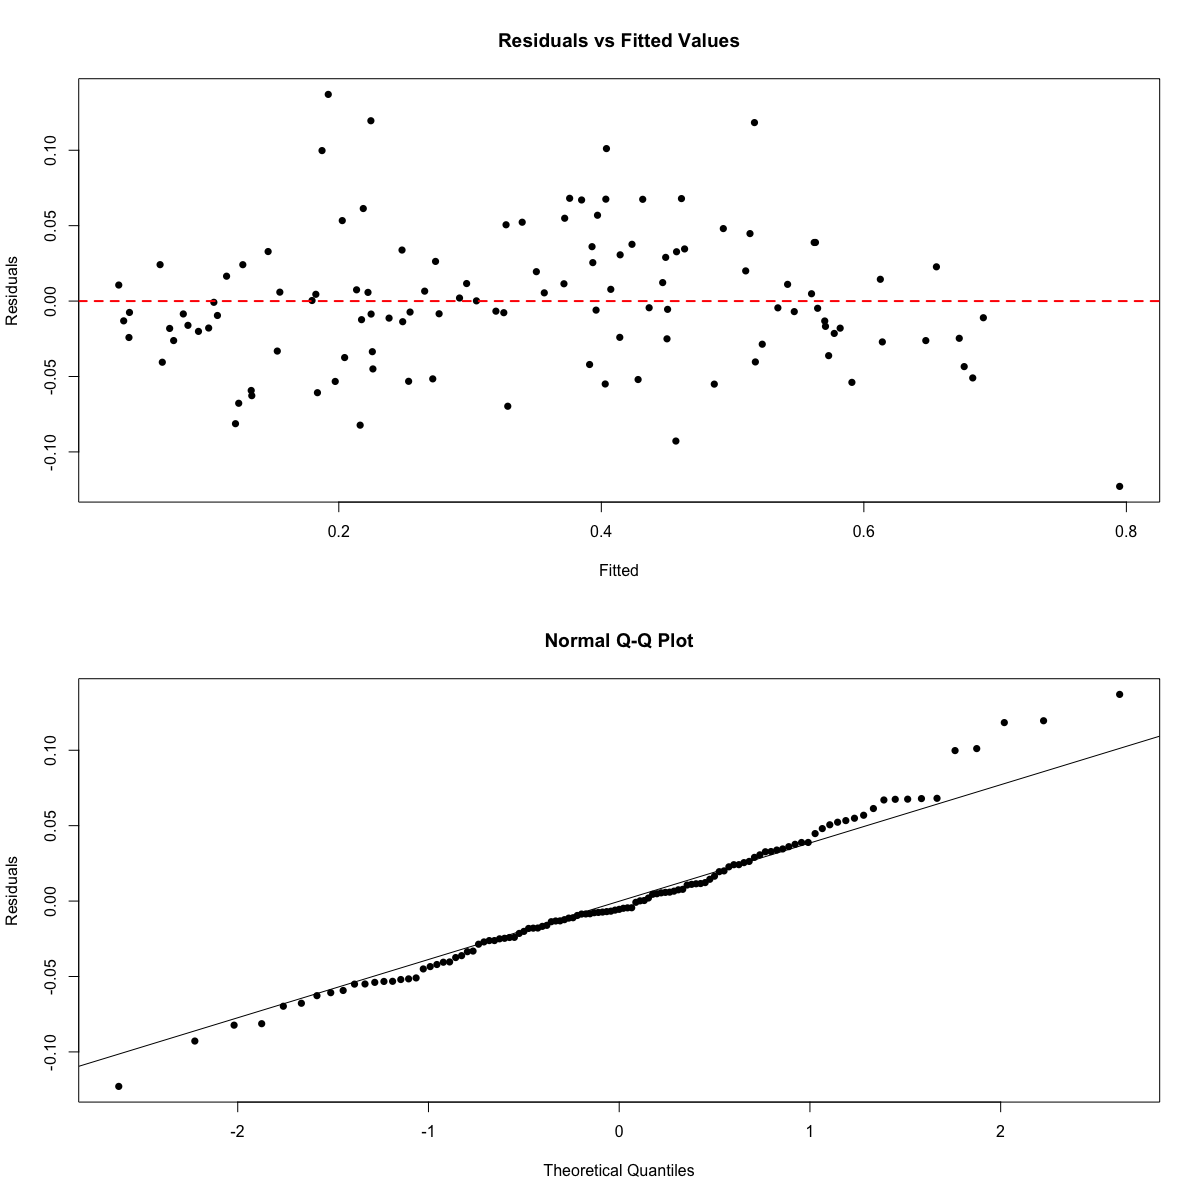 Residuals vs Fitted Values
Residuals
0.10
0.05
0.00
-0.05
-0.10
0.2 0.4 0.6 0.8
Fitted
Normal Q-Q Plot
Residuals
0.10
0.05
0.00
-0.05
-0.10
-2 -1 0 1 2
Theoretical Quantiles